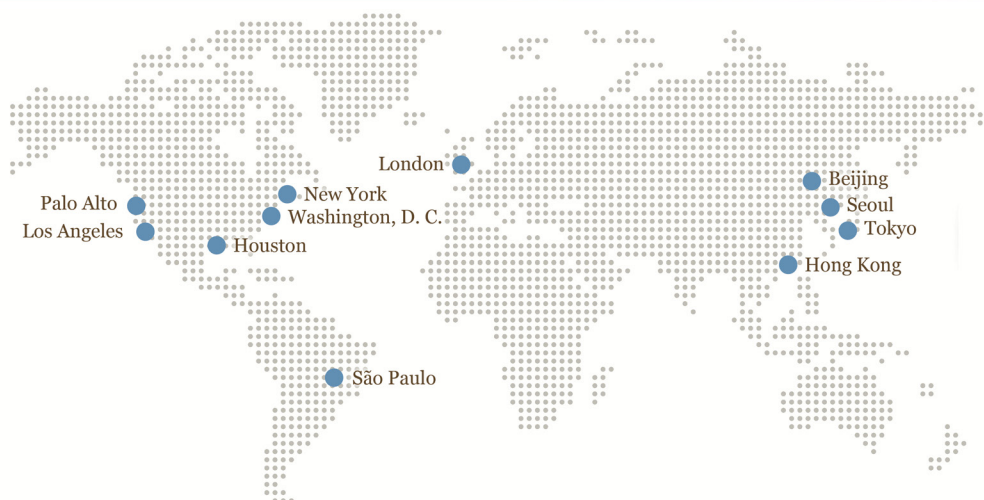 London
New York
Palo Alto
Washington, D. C.
Los Angeles
Houston
Beijing
Seoul
Tokyo
Hong Kong
São Paulo